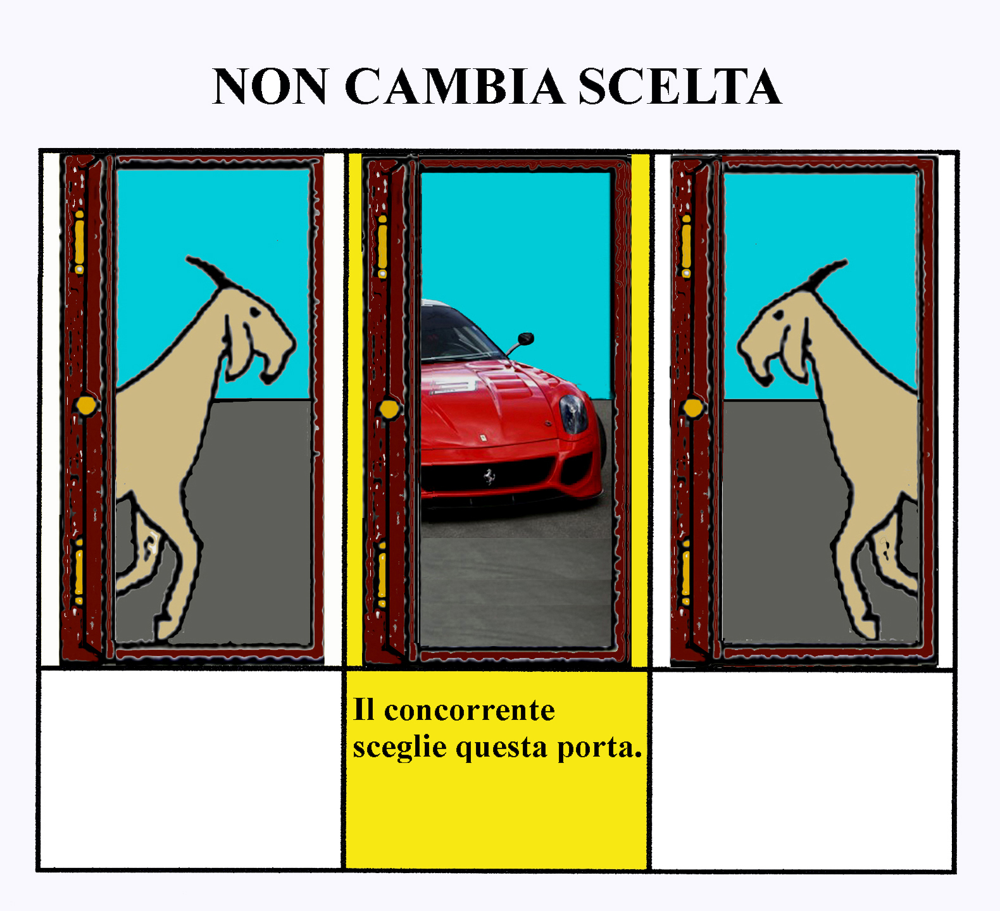 NON CAMBIA SCELTA
Il concorrente
sceglie questa porta.